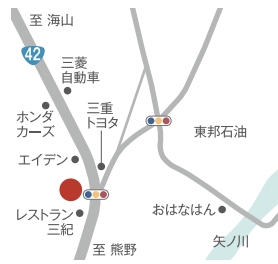 至 海山
42
三菱
自動車
ホンダ
カーズ
三重
トヨタ
東邦石油
エイデン
レストラン
三紀
おはなはん
矢ノ川
至 熊野